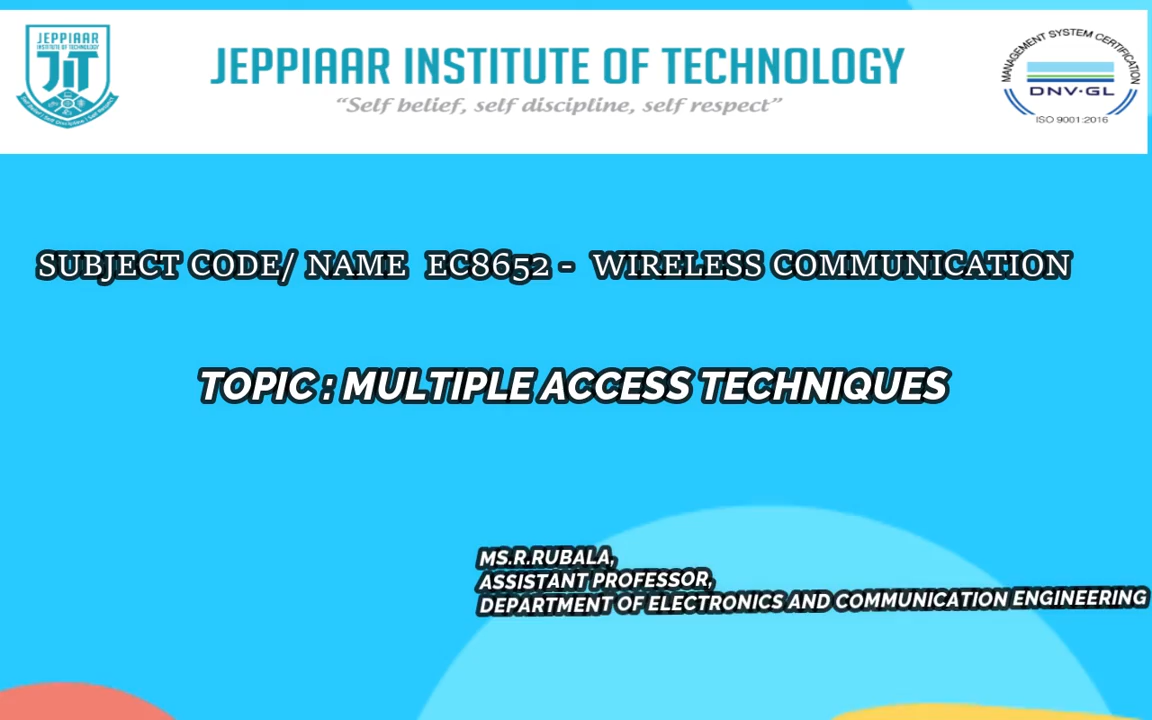 JEPPIAAR
INSTITUTE OF TECHNOLOGY
JiT
JEPPIAAR INSTITUTE OF TECHNOLOGY
“Self belief, self discipline, self respect”
MANAGEMENT SYSTEM CERTIFICATION
DNV·GL
ISO 9001:2016
SUBJECT CODE/ NAME EC8652 - WIRELESS COMMUNICATION
TOPIC : MULTIPLE ACCESS TECHNIQUES
MS.R.RUBALA,
ASSISTANT PROFESSOR,
DEPARTMENT OF ELECTRONICS AND COMMUNICATION ENGINEERING